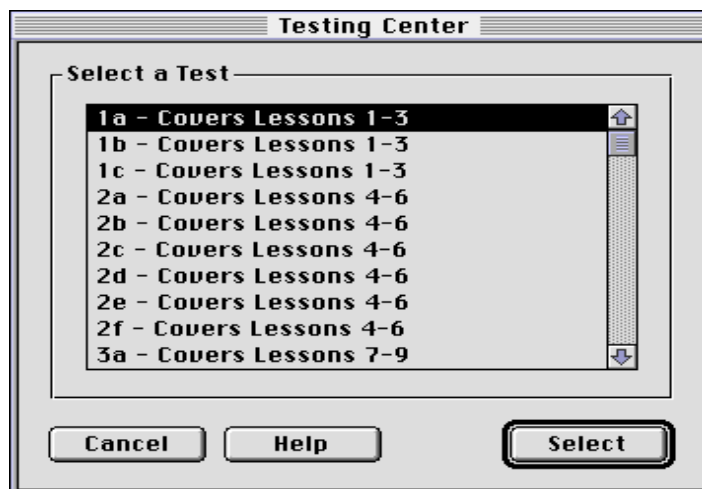 Testing Center
Select a Test
1a - Covers Lessons 1-3
1b - Covers Lessons 1-3
1c - Covers Lessons 1-3
2a - Covers Lessons 4-6
2b - Covers Lessons 4-6
2c - Covers Lessons 4-6
2d - Covers Lessons 4-6
2e - Covers Lessons 4-6
2f - Covers Lessons 4-6
3a - Covers Lessons 7-9
Cancel Help Select